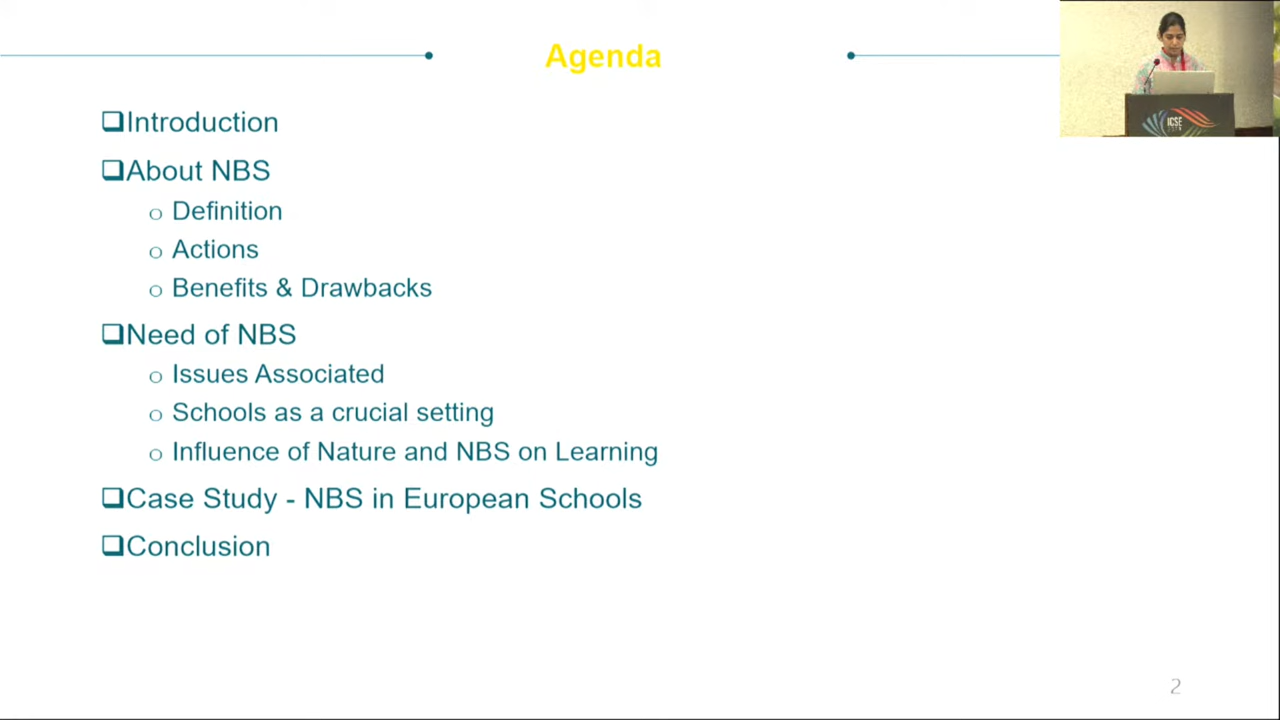 Agenda
❑Introduction
❑About NBS
o Definition
o Actions
o Benefits & Drawbacks
❑Need of NBS
o Issues Associated
o Schools as a crucial setting
o Influence of Nature and NBS on Learning
❑Case Study - NBS in European Schools
❑Conclusion
ICSE
2